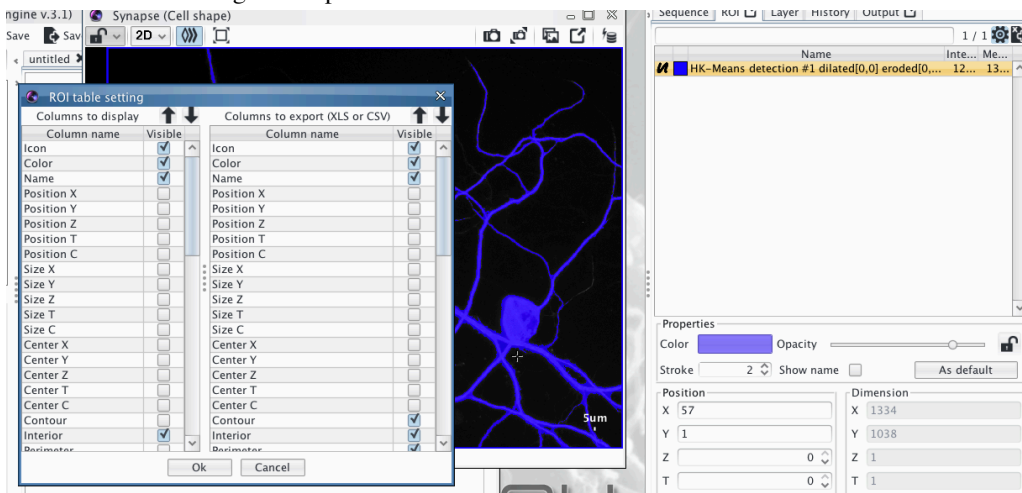 ngine v.3.1)
Synapse (Cell shape)
Sequence ROI Layer History Output
Save Sav
2D
1 / 1
untitled
Name Inte... Me...
HK-Means detection #1 dilated[0,0] eroded[0,... 12... 13...
ROI table setting
Columns to display
Columns to export (XLS or CSV)
Column name Visible
Column name Visible
Icon
Icon
Color
Color
Name
Name
Position X
Position X
Position Y
Position Y
Position Z
Position Z
Position T
Position T
Position C
Position C
Size X
Size X
Size Y
Size Y
Size Z
Size Z
Size T
Size T
Size C
Size C
Center X
Center X
Center Y
Center Y
Center Z
Center Z
Center T
Center T
Center C
Center C
Contour
Contour
Interior
Interior
Perimeter
Perimeter
Ok Cancel
5um
Properties
Color Opacity
Stroke 2 Show name As default
Position Dimension
X 57 X 1334
Y 1 Y 1038
Z 0 Z 1
T 0 T 1